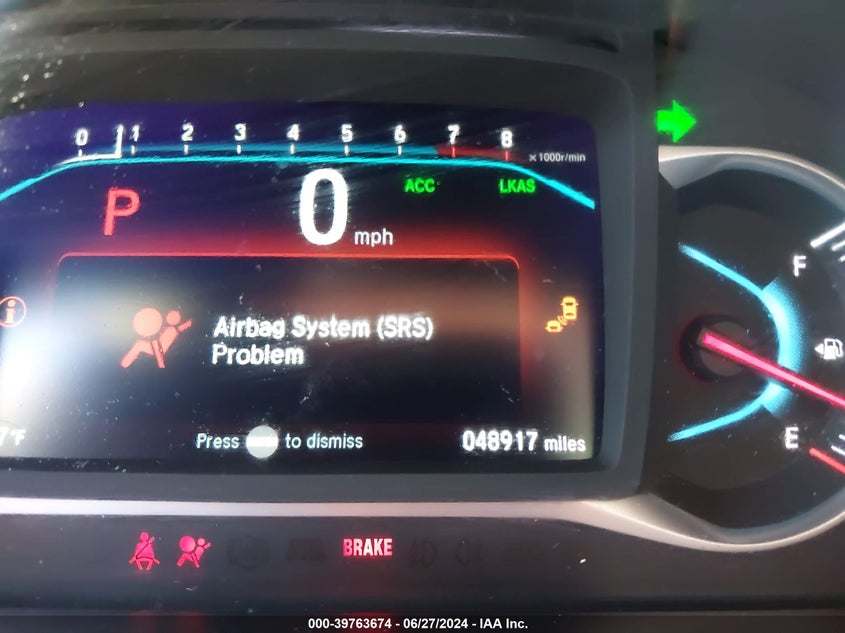 0 1 2 3 4 5 6 7 8
x1000r/min
ACC LKAS
P 0 mph
F
Airbag System (SRS)
Problem
E
Press to dismiss 048917 miles
BRAKE
000-39763674 - 06/27/2024 - IAA Inc.